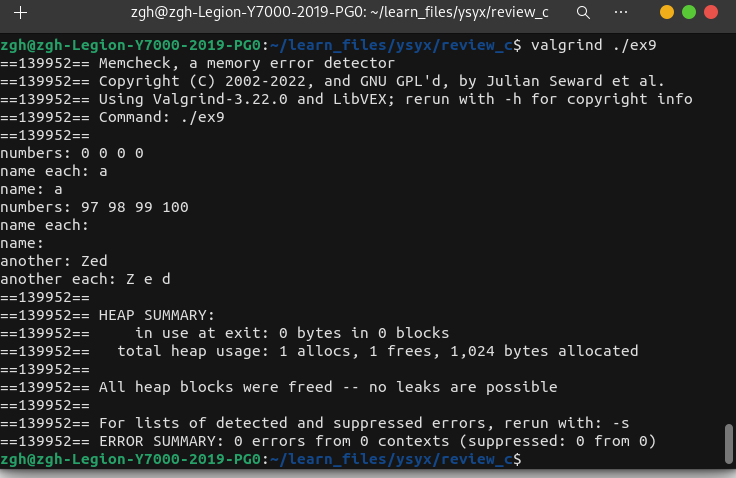 zgh@zgh-Legion-Y7000-2019-PG0: ~/learn_files/ysyx/review_c
zgh@zgh-Legion-Y7000-2019-PG0:~/learn_files/ysyx/review_c$ valgrind ./ex9
==139952== Memcheck, a memory error detector
==139952== Copyright (C) 2002-2022, and GNU GPL'd, by Julian Seward et al.
==139952== Using Valgrind-3.22.0 and LibVEX; rerun with -h for copyright info
==139952== Command: ./ex9
==139952==
numbers: 0 0 0 0
name each: a
name: a
numbers: 97 98 99 100
name each:
name:
another: Zed
another each: Z e d
==139952==
==139952== HEAP SUMMARY:
==139952==     in use at exit: 0 bytes in 0 blocks
==139952==   total heap usage: 1 allocs, 1 frees, 1,024 bytes allocated
==139952==
==139952== All heap blocks were freed -- no leaks are possible
==139952==
==139952== For lists of detected and suppressed errors, rerun with: -s
==139952== ERROR SUMMARY: 0 errors from 0 contexts (suppressed: 0 from 0)
zgh@zgh-Legion-Y7000-2019-PG0:~/learn_files/ysyx/review_c$